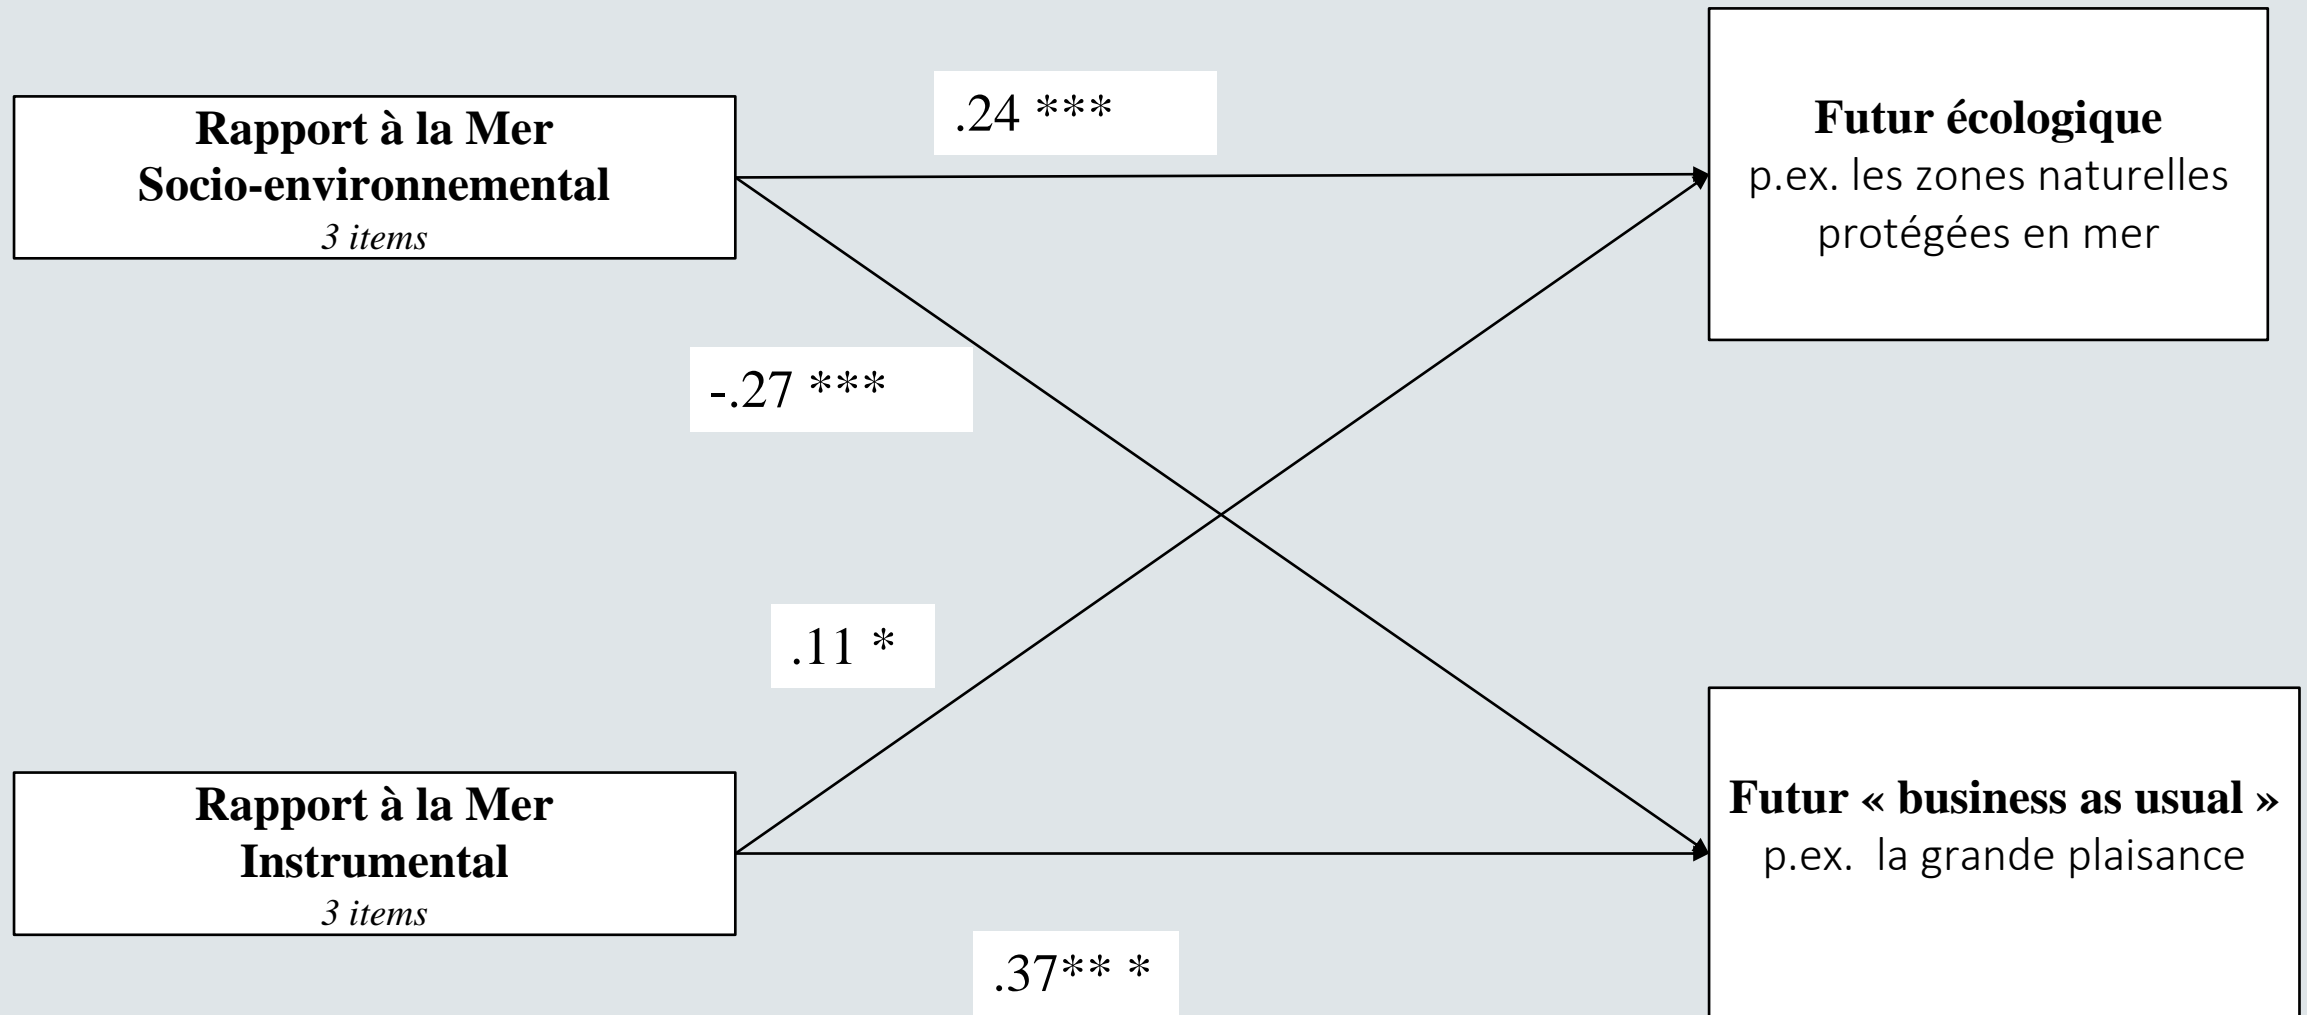 Rapport à la Mer
Socio-environnemental
3 items
.24 ***
Futur écologique
p.ex. les zones naturelles
protégées en mer
-.27 ***
.11 *
Rapport à la Mer
Instrumental
3 items
.37** *
Futur « business as usual »
p.ex. la grande plaisance